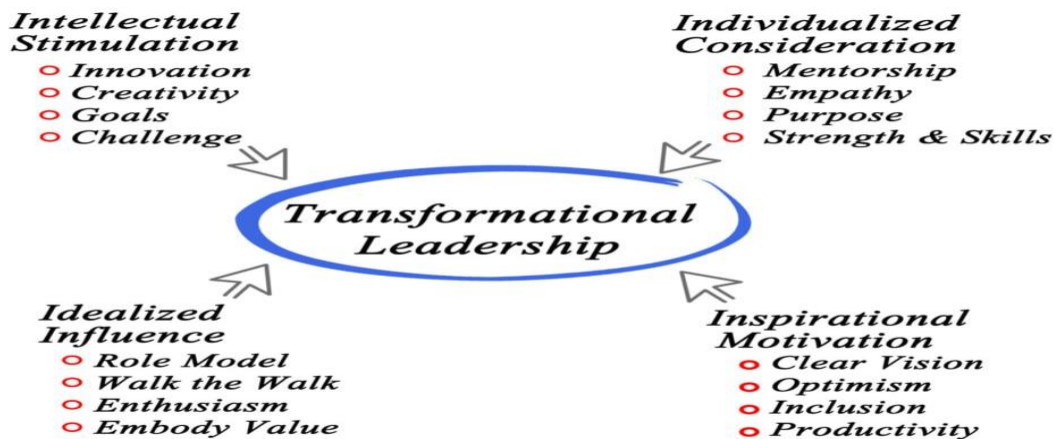 Intellectual
Stimulation
Innovation
Creativity
Goals
Challenge
Individualized
Consideration
Mentorship
Empathy
Purpose
Strength & Skills
Transformational
Leadership
Idealized
Influence
Role Model
Walk the Walk
Enthusiasm
Embody Value
Inspirational
Motivation
Clear Vision
Optimism
Inclusion
Productivity